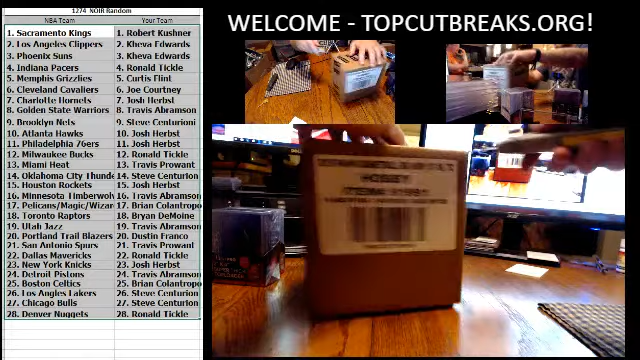 1274 NOIR Random
WELCOME - TOPCUTBREAKS.ORG!
NBA Team Your Team
1. Sacramento Kings 1. Robert Kushner
2. Los Angeles Clippers 2. Kheva Edwards
3. Phoenix Suns 3. Kheva Edwards
4. Indiana Pacers 4. Ronald Tickle
5. Memphis Grizzlies 5. Curtis Flint
6. Cleveland Cavaliers 6. Joe Courtney
7. Charlotte Hornets 7. Josh Herbst
8. Golden State Warriors 8. Travis Abramson
9. Brooklyn Nets 9. Steve Centurioni
10. Atlanta Hawks 10. Josh Herbst
11. Philadelphia 76ers 11. Josh Herbst
12. Milwaukee Bucks 12. Ronald Tickle
13. Miami Heat 13. Travis Prowant
14. Oklahoma City Thunde 14. Steve Centurion
15. Houston Rockets 15. Josh Herbst
16. Minnesota Timberwolv 16. Travis Abramson
17. Pelicans/Magic/Wizar 17. Brian Colantropo
18. Toronto Raptors 18. Bryan DeMoine
19. Utah Jazz 19. Travis Abramson
20. Portland Trail Blazers 20. Dustin Franco
21. San Antonio Spurs 21. Travis Prowant
22. Dallas Mavericks 22. Ronald Tickle
23. New York Knicks 23. Josh Herbst
24. Detroit Pistons 24. Travis Abramson
25. Boston Celtics 25. Brian Colantropo
26. Los Angles Lakers 26. Steve Centurion
27. Chicago Bulls 27. Steve Centurion
28. Denver Nuggets 28. Ronald Tickle
HOBBY